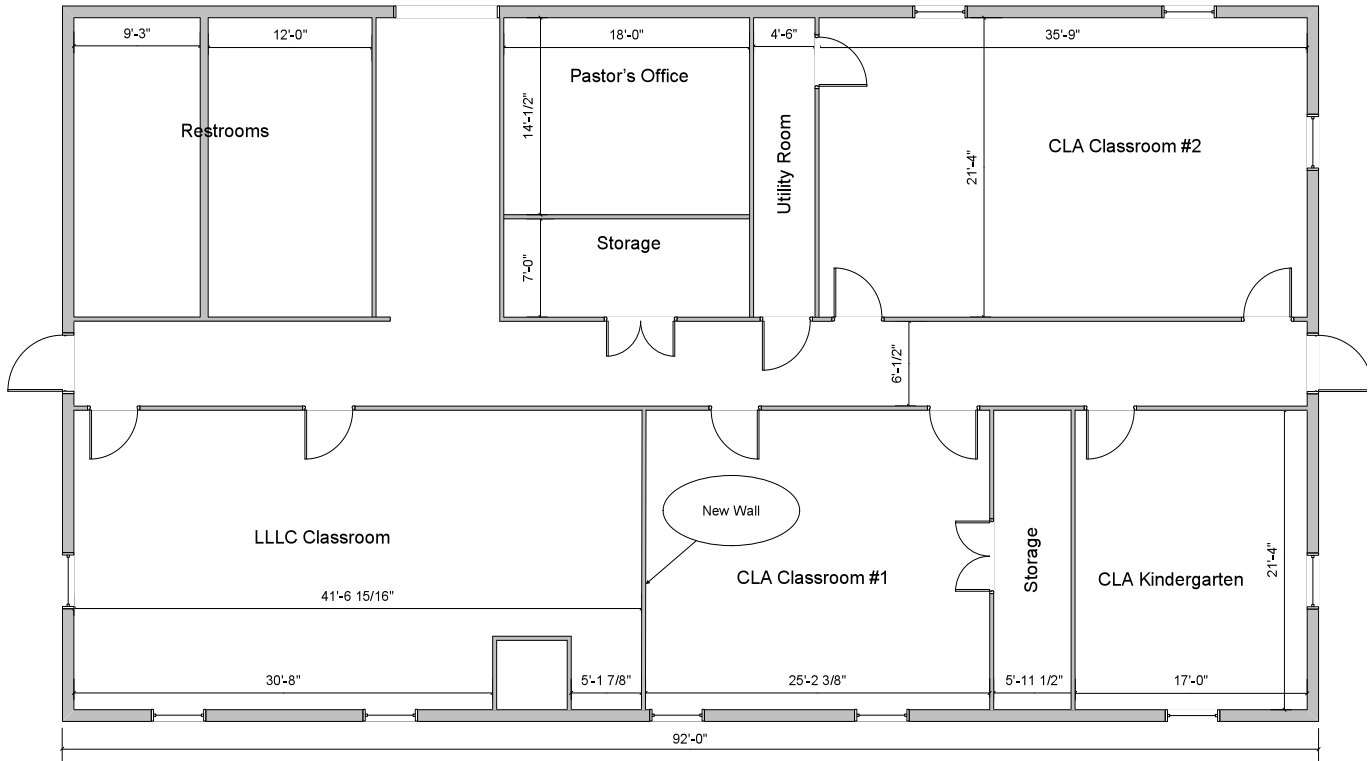 9'-3"
12'-0"
18'-0"
4'-6"
35'-9"
Pastor's Office
14'-1/2"
Restrooms
Utility Room
CLA Classroom #2
21'-4"
Storage
7'-0"
6'-1/2"
New Wall
LLLC Classroom
CLA Classroom #1
Storage
CLA Kindergarten
21'-4"
41'-6 15/16"
30'-8"
5'-1 7/8"
25'-2 3/8"
5'-11 1/2"
17'-0"
92'-0"